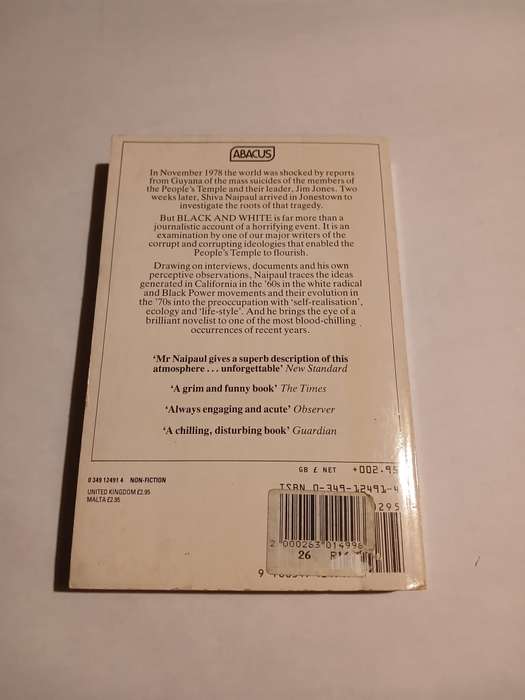 ABACUS
In November 1978 the world was shocked by reports
from Guyana of the mass suicides of the members of
the People's Temple and their leader, Jim Jones. Two
weeks later, Shiva Naipaul arrived in Jonestown to
investigate the roots of that tragedy.
But BLACK AND WHITE is far more than a
journalistic account of a horrifying event. It is an
examination by one of our major writers of the
corrupt and corrupting ideologies that enabled the
People's Temple to flourish.
Drawing on interviews, documents and his own
perceptive observations, Naipaul traces the ideas
generated in California in the '60s in the white radical
and Black Power movements and their evolution in
the '70s into the preoccupation with 'self-realisation',
ecology and 'life-style'. And he brings the eye of a
brilliant novelist to one of the most blood-chilling
occurrences of recent years.
'Mr Naipaul gives a superb description of this
atmosphere . . . unforgettable' New Standard
'A grim and funny book' The Times
'Always engaging and acute' Observer
'A chilling, disturbing book' Guardian
GB £ NET +002.95
0 349 12491 4 NON-FICTION
UNITED KINGDOM £2.95
MALTA £2.95
ISBN 0-349-12491-4
295
2 000263 014996
26
9